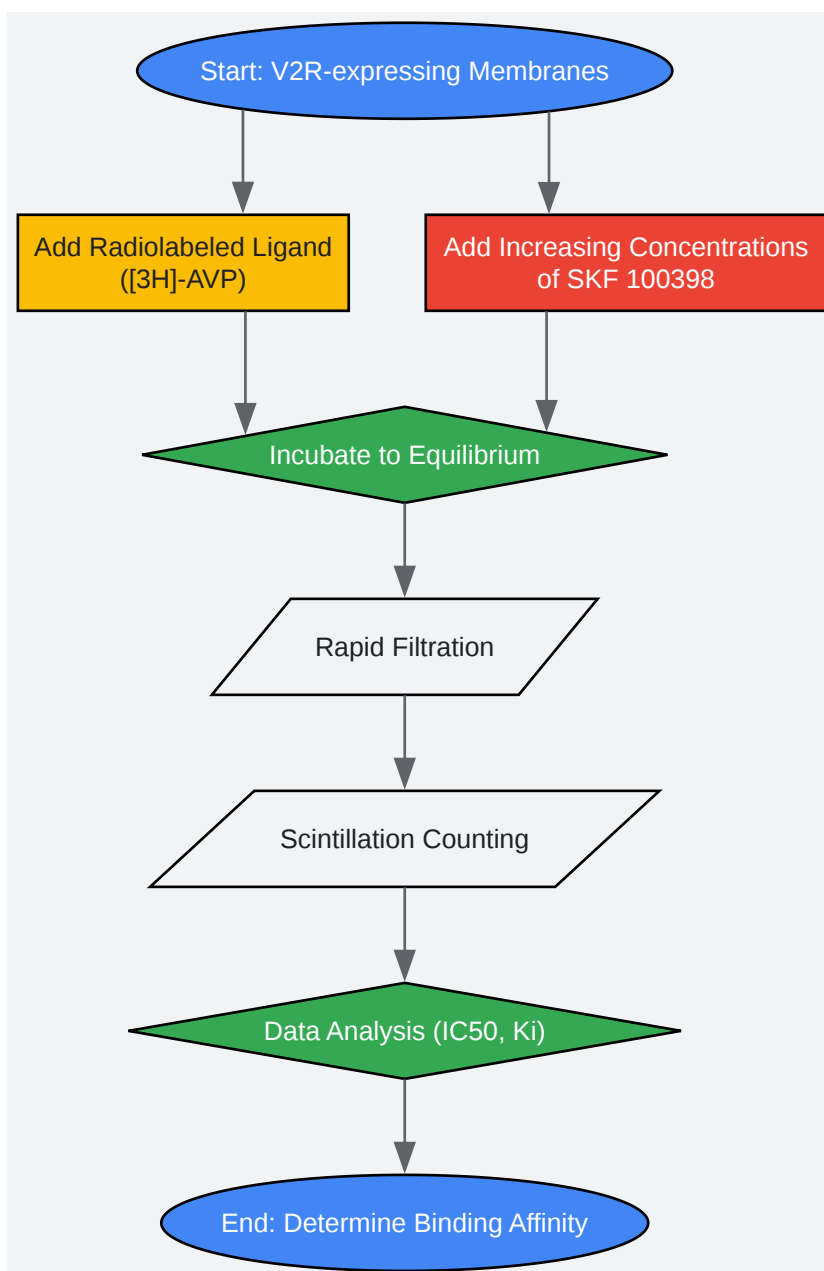 Start: V2R-expressing Membranes
Add Radiolabeled Ligand
([3H]-AVP)
Add Increasing Concentrations
of SKF 100398
Incubate to Equilibrium
Rapid Filtration
Scintillation Counting
Data Analysis (IC50, Ki)
End: Determine Binding Affinity